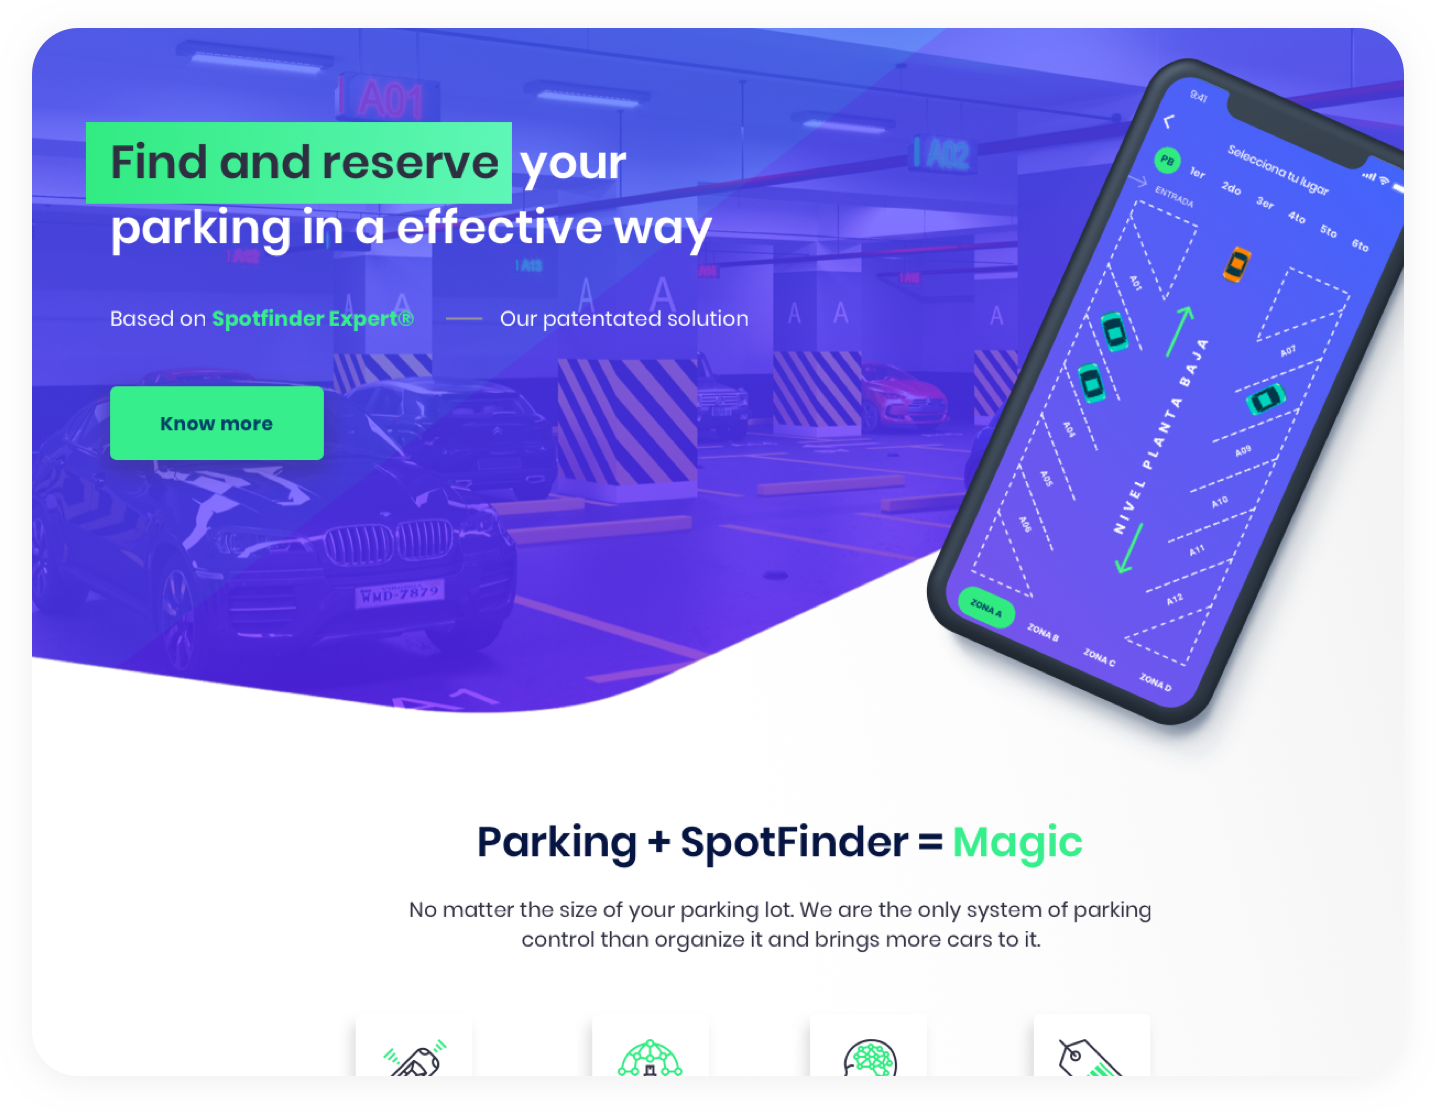 A01
Find and reserve your
A02
parking in a effective way
A02
A13
A
A
A
A
A
A
A
Based on Spotfinder Expert® — Our patentated solution
Know more
WMD-7879
9:41
Selecciona tu lugar
PB 1er 2do 3er 4to 5to 6to
ENTRADA
A01
A07
A04
A09
A05
A10
A06
A11
A12
NIVEL PLANTA BAJA
ZONA A ZONA B ZONA C ZONA D
Parking + SpotFinder = Magic
No matter the size of your parking lot. We are the only system of parking
control than organize it and brings more cars to it.